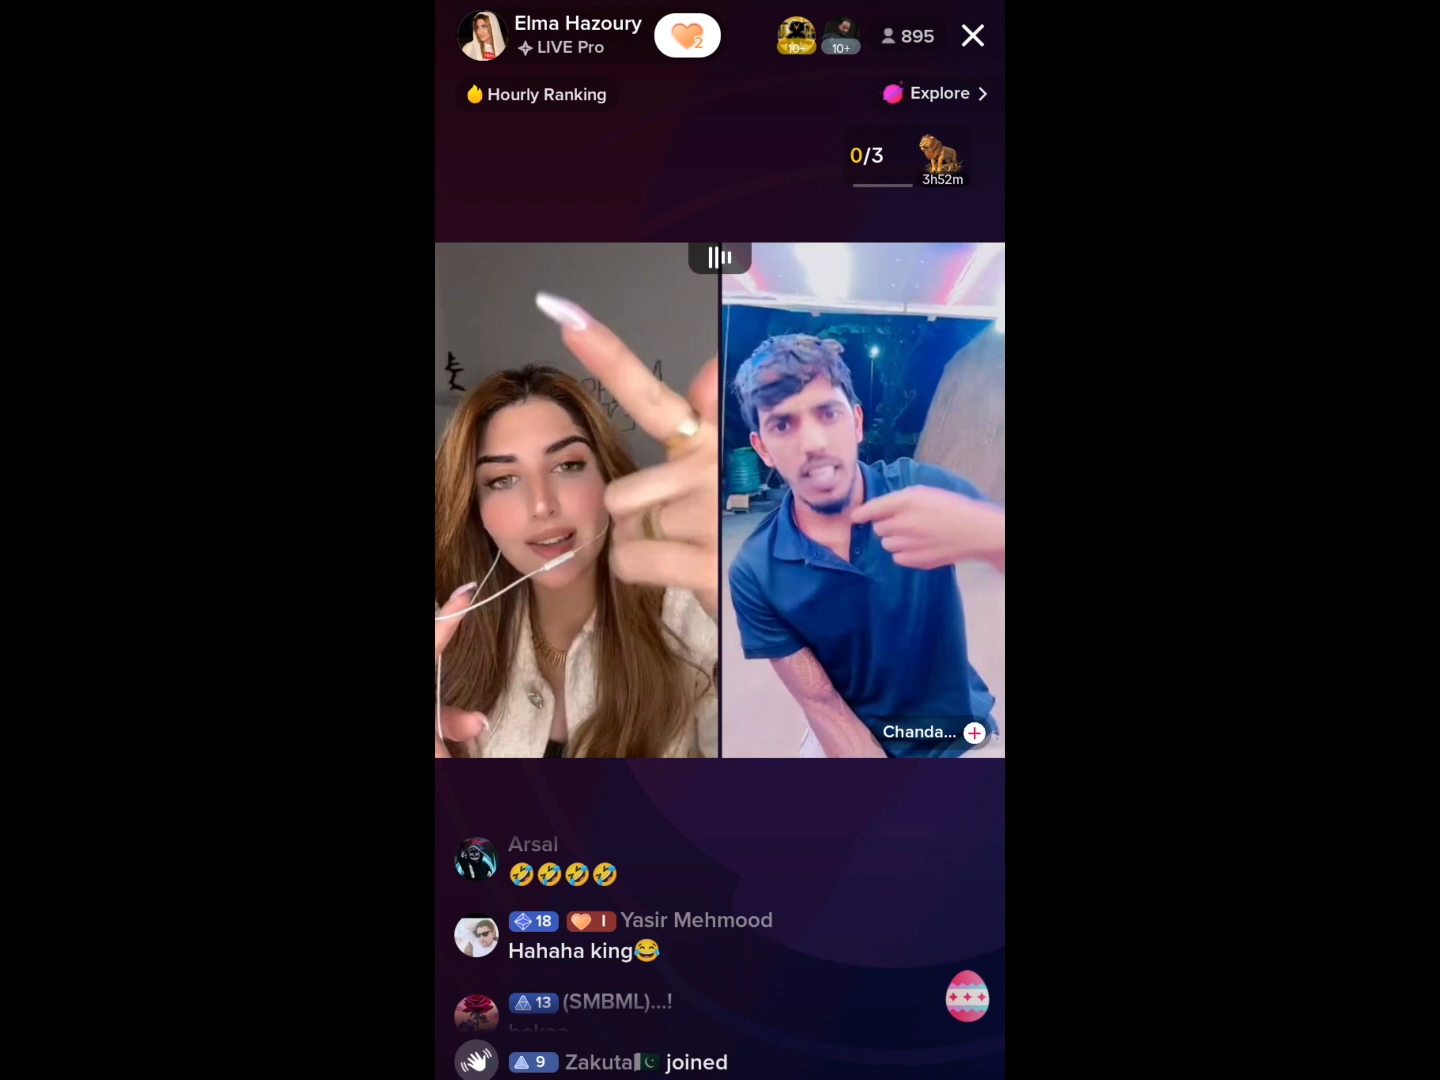 Elma Hazoury
LIVE Pro
2
10+
10+
895
Hourly Ranking
Explore
0/3
3h52m
Chanda...
Arsal
🤣🤣🤣🤣
18 I Yasir Mehmood
Hahaha king😂
13 (SMBML)...!
9 Zakuta🇵🇰 joined